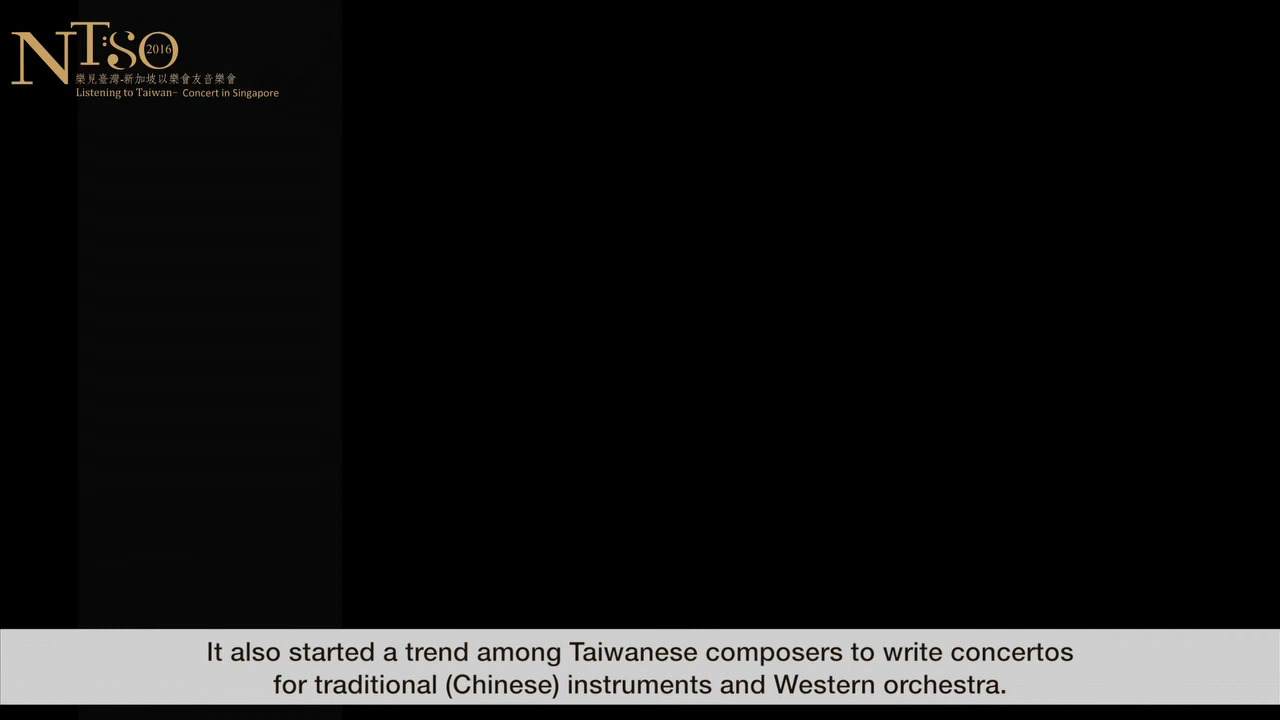 NTSO 2016
樂見臺灣-新加坡以樂會友音樂會
Listening to Taiwan– Concert in Singapore
It also started a trend among Taiwanese composers to write concertos
for traditional (Chinese) instruments and Western orchestra.